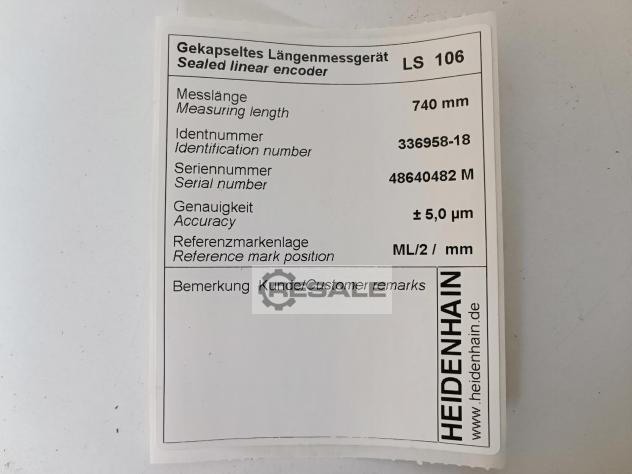 Gekapseltes Längenmessgerät
Sealed linear encoder
LS 106
Messlänge
Measuring length
740 mm
Identnummer
Identification number
336958-18
Seriennummer
Serial number
48640482 M
Genauigkeit
Accuracy
± 5,0 µm
Referenzmarkenlage
Reference mark position
ML/2 / mm
Bemerkung Kunde/Customer remarks
RESALE
HEIDENHAIN
www.heidenhain.de